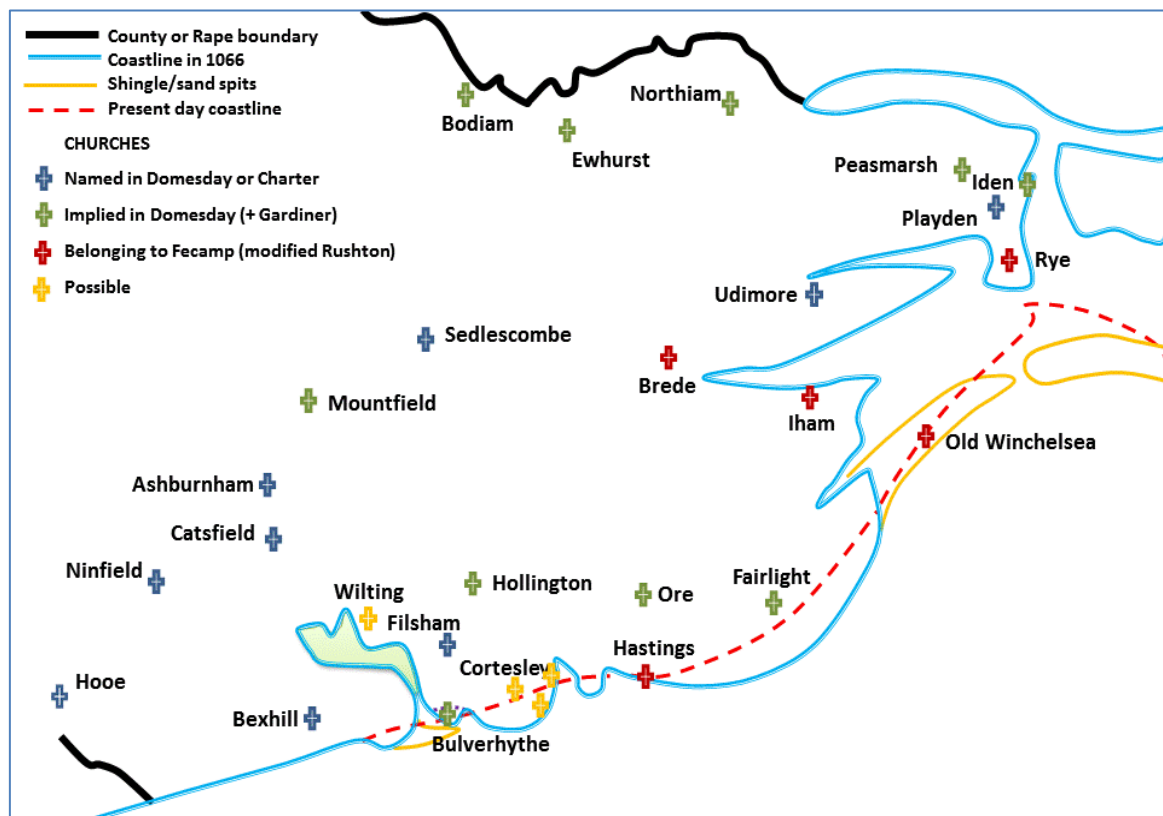 County or Rape boundary
Coastline in 1066
Shingle/sand spits
Present day coastline
CHURCHES
Named in Domesday or Charter
Implied in Domesday (+ Gardiner)
Belonging to Fecamp (modified Rushton)
Possible
Northiam
Bodiam
Ewhurst
Peasmarsh
Iden
Playden
Rye
Udimore
Sedlescombe
Brede
Mountfield
Iham
Old Winchelsea
Ashburnham
Catsfield
Ninfield
Hollington
Fairlight
Wilting
Ore
Filsham
Hastings
Cortesley
Hooe
Bexhill
Bulverhythe